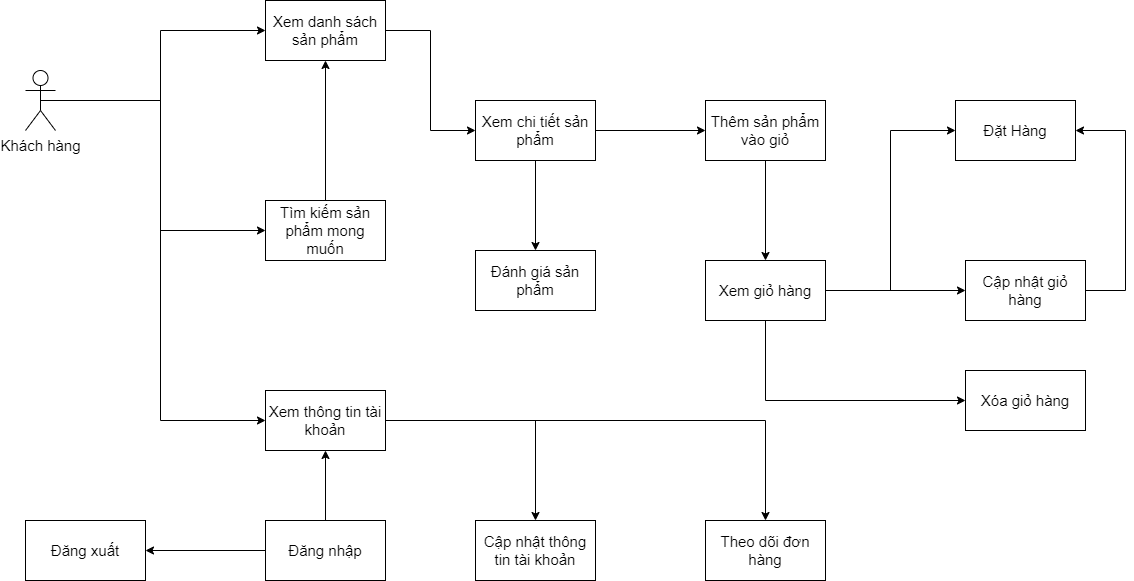 Xem danh sách
sản phẩm
Khách hàng
Xem chi tiết sản
phẩm
Thêm sản phẩm
vào giỏ
Đặt Hàng
Tìm kiếm sản
phẩm mong
muốn
Đánh giá sản
phẩm
Xem giỏ hàng
Cập nhật giỏ
hàng
Xóa giỏ hàng
Xem thông tin tài
khoản
Đăng xuất
Đăng nhập
Cập nhật thông
tin tài khoản
Theo dõi đơn
hàng